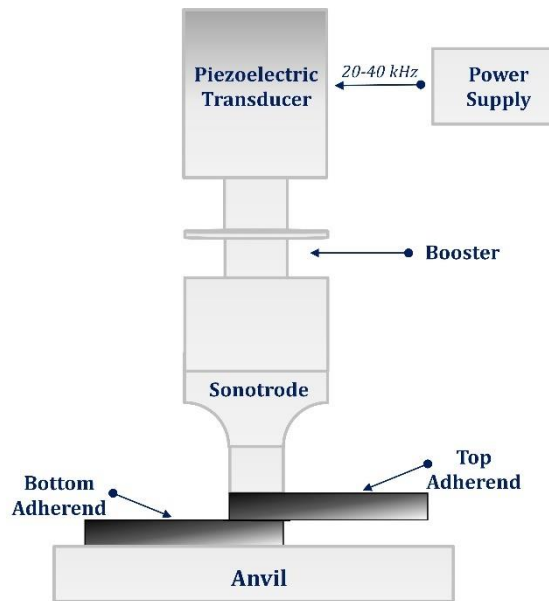 Piezoelectric
Transducer
20-40 kHz
Power
Supply
Booster
Sonotrode
Bottom
Adherend
Top
Adherend
Anvil